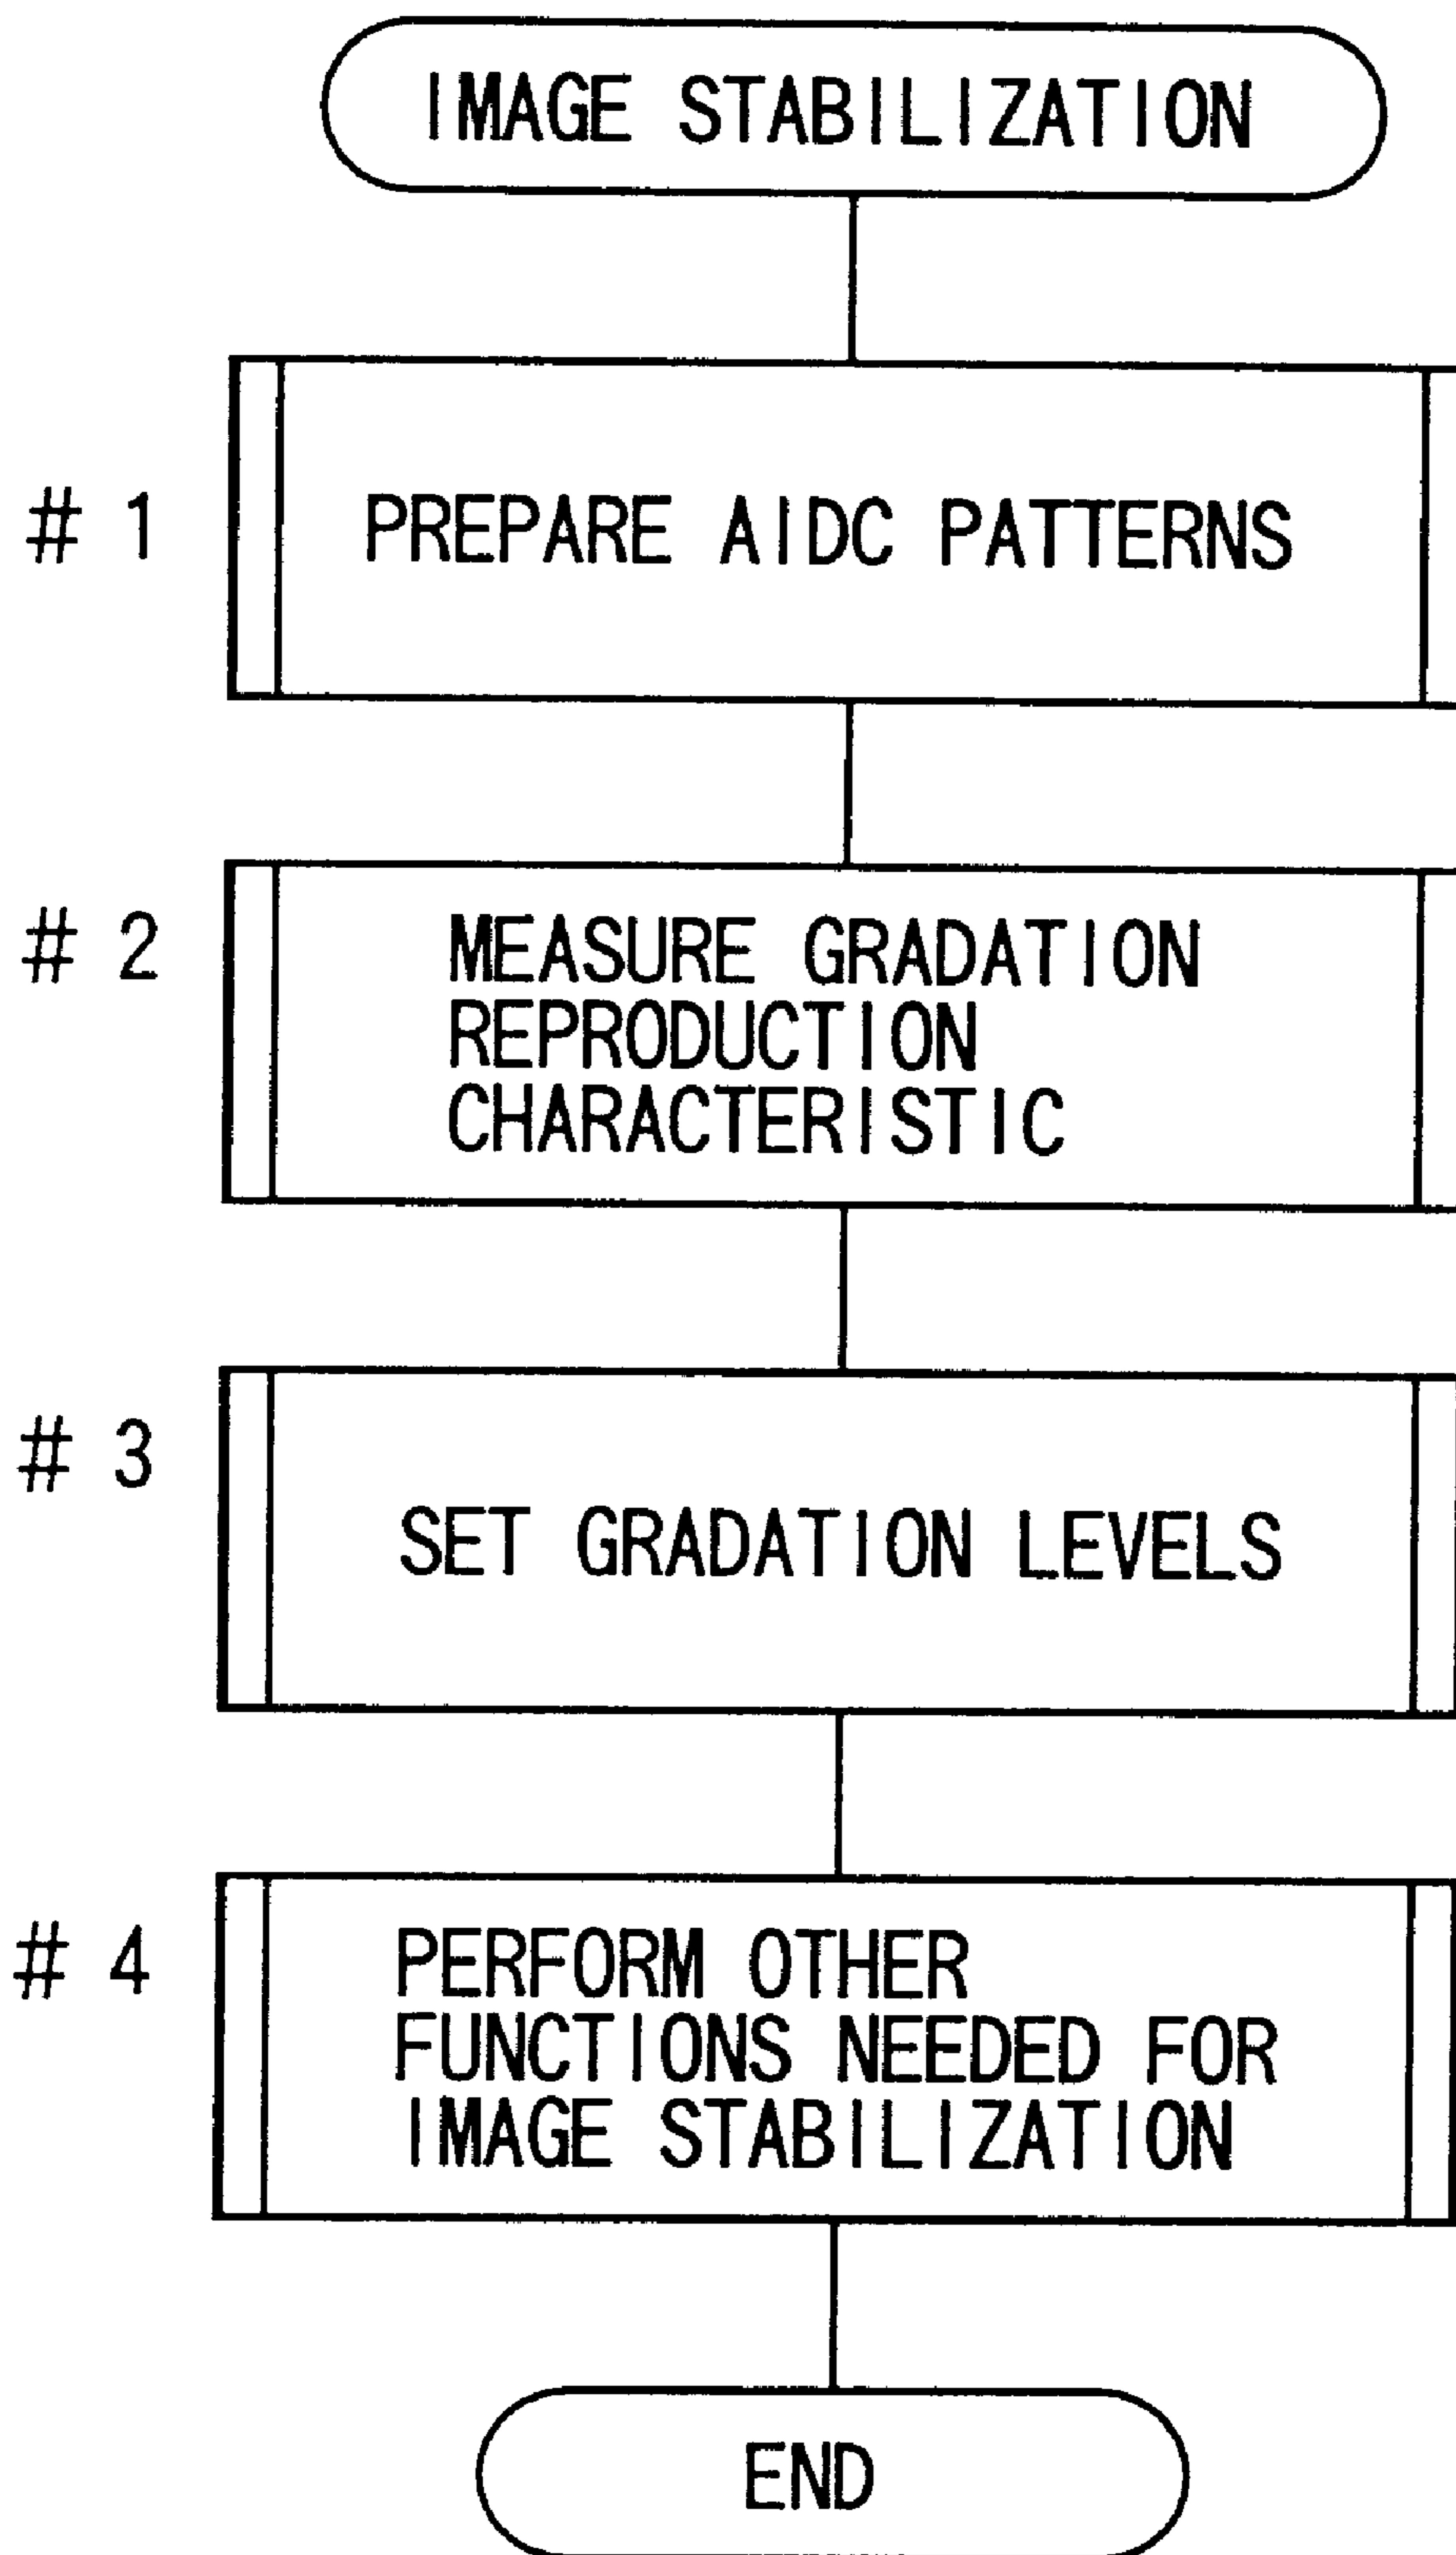 IMAGE STABILIZATION
# 1
PREPARE AIDC PATTERNS
# 2
MEASURE GRADATION
REPRODUCTION
CHARACTERISTIC
# 3
SET GRADATION LEVELS
# 4
PERFORM OTHER
FUNCTIONS NEEDED FOR
IMAGE STABILIZATION
END